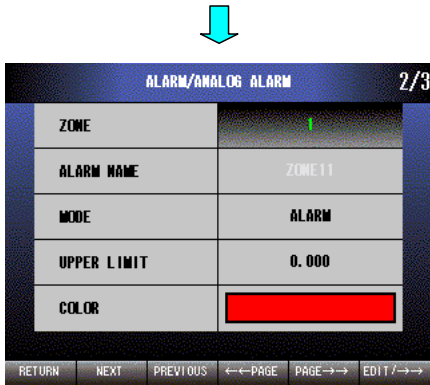 ALARM/ANALOG ALARM 2/3
ZONE 1
ALARM NAME ZONE11
MODE ALARM
UPPER LIMIT 0.000
COLOR
RETURN NEXT PREVIOUS ←←PAGE PAGE→→ EDIT/→→